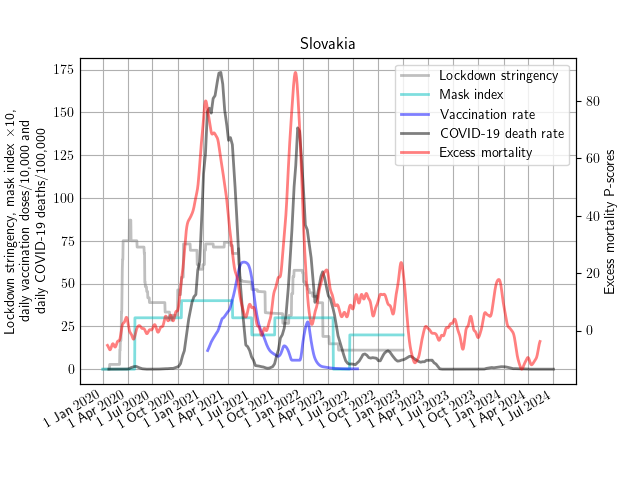 Slovakia
Lockdown stringency
Mask index
Vaccination rate
COVID-19 death rate
Excess mortality
Lockdown stringency, mask index ×10,
daily vaccination doses/10,000 and
daily COVID-19 deaths/100,000
175
150
125
100
75
50
25
0
80
60
40
20
0
Excess mortality P-scores
1 Jan 2020
1 Apr 2020
1 Jul 2020
1 Oct 2020
1 Jan 2021
1 Apr 2021
1 Jul 2021
1 Oct 2021
1 Jan 2022
1 Apr 2022
1 Jul 2022
1 Oct 2022
1 Jan 2023
1 Apr 2023
1 Jul 2023
1 Oct 2023
1 Jan 2024
1 Apr 2024
1 Jul 2024